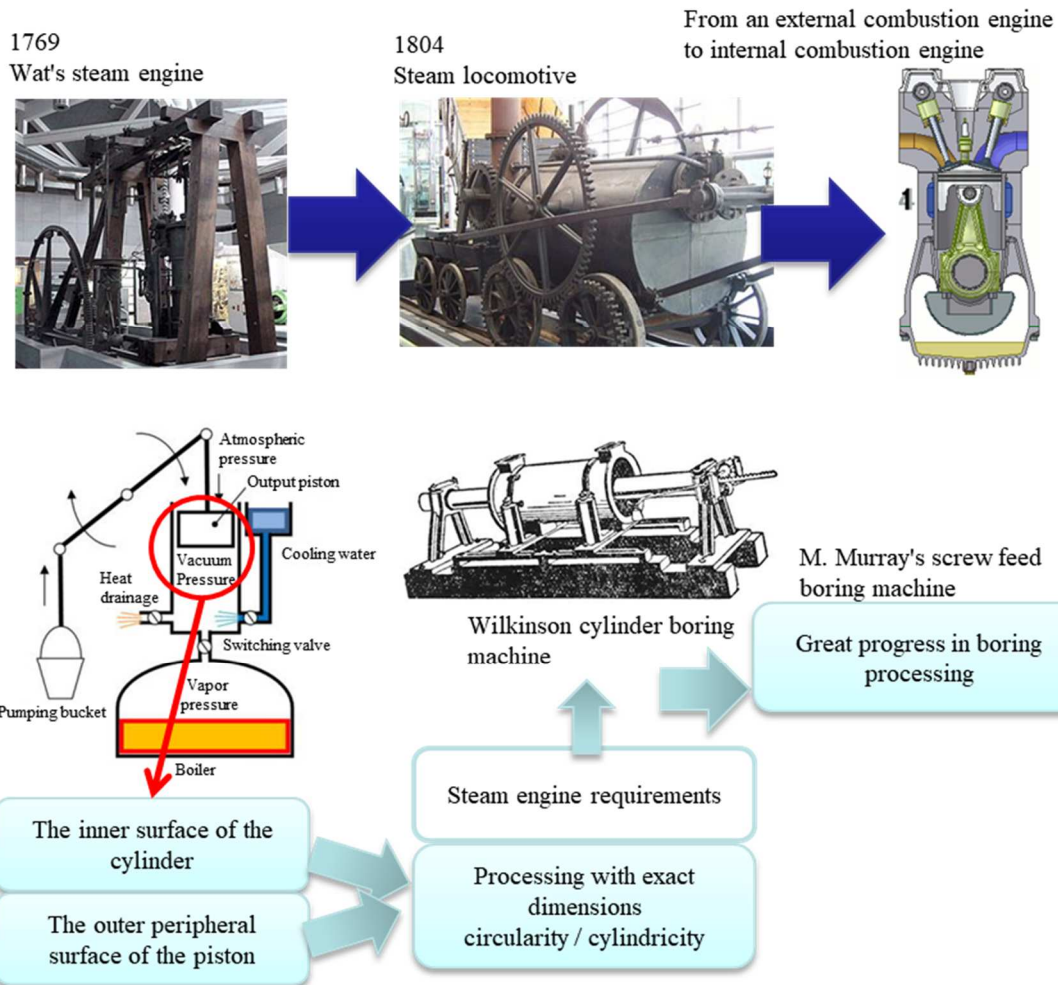 1769
Wat's steam engine
1804
Steam locomotive
From an external combustion engine
to internal combustion engine
Atmospheric
pressure
Output piston
Cooling water
Vacuum
Pressure
Heat
drainage
Switching valve
Vapor
pressure
Pumping bucket
Boiler
Wilkinson cylinder boring
machine
M. Murray's screw feed
boring machine
Great progress in boring
processing
Steam engine requirements
The inner surface of the
cylinder
The outer peripheral
surface of the piston
Processing with exact
dimensions
circularity / cylindricity